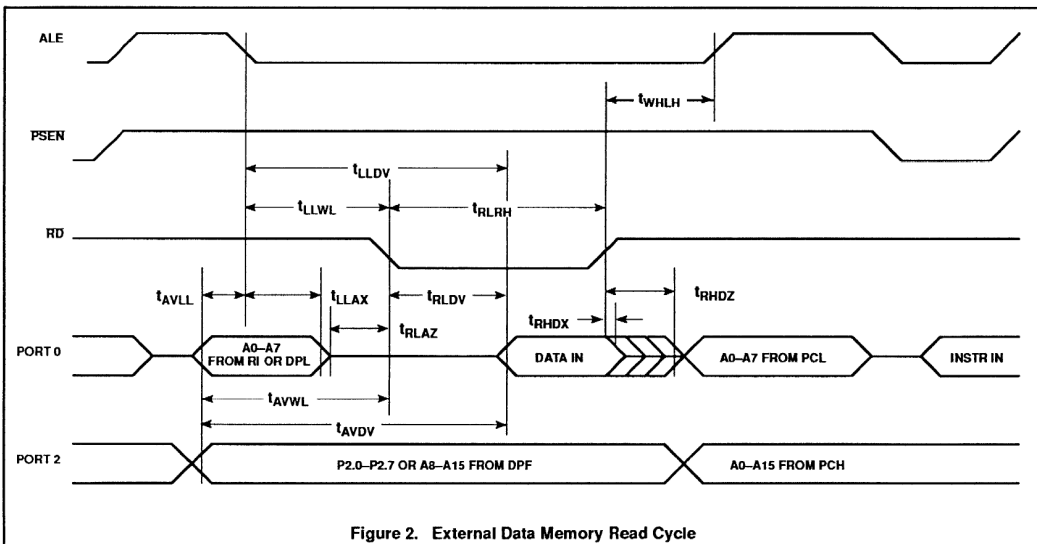 ALE
tWHLH
PSEN
tLLDV
tLLWL
tRLRH
RD
tAVLL
tLLAX
tRLDV
tRHDZ
tRLAZ
tRHDX
PORT 0
A0–A7
FROM RI OR DPL
DATA IN
A0–A7 FROM PCL
INSTR IN
tAVWL
tAVDV
PORT 2
P2.0–P2.7 OR A8–A15 FROM DPF
A0–A15 FROM PCH
Figure 2. External Data Memory Read Cycle